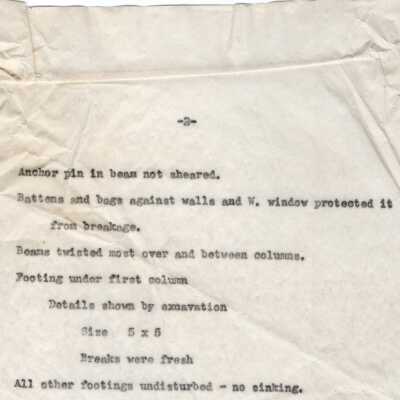 -2-
Anchor pin in beam not sheared.
Battens and bags against walls and W. window protected it
from breakage.
Beams twisted most over and between columns.
Footing under first column
Details shown by excavation
Size 5 x 5
Breaks were fresh
All other footings undisturbed - no sinking.